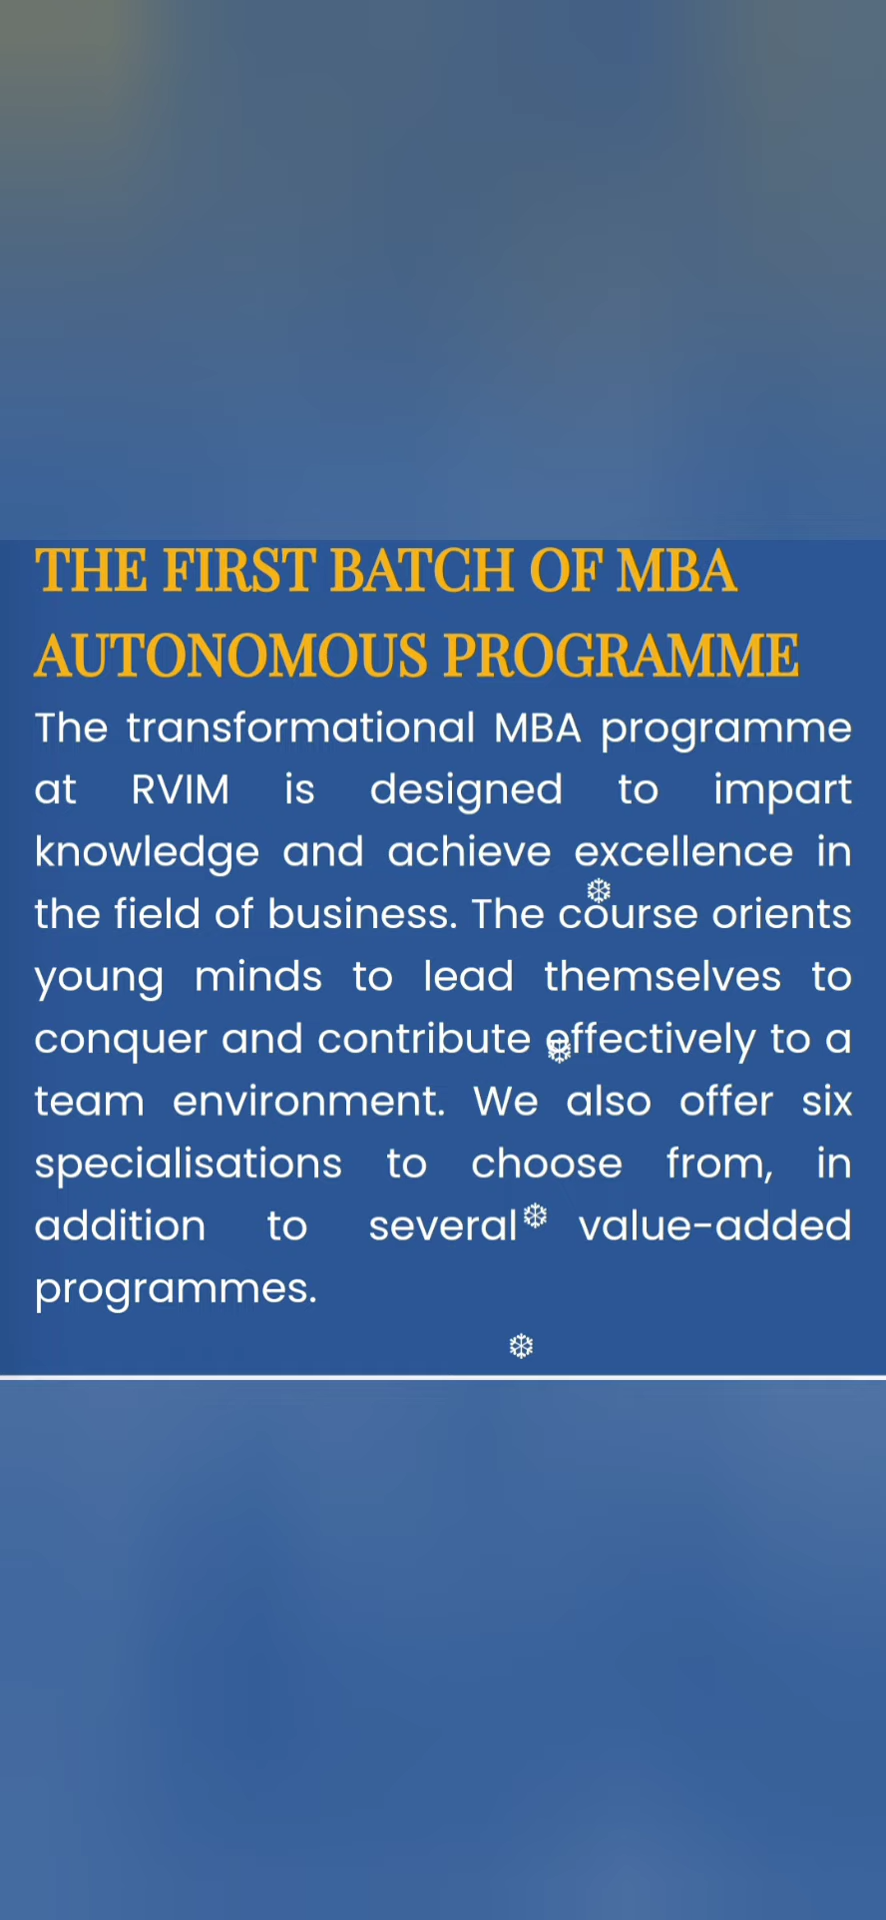 THE FIRST BATCH OF MBA
AUTONOMOUS PROGRAMME
The transformational MBA programme
at RVIM is designed to impart
knowledge and achieve excellence in
the field of business. The course orients
young minds to lead themselves to
conquer and contribute effectively to a
team environment. We also offer six
specialisations to choose from, in
addition to several value-added
programmes.